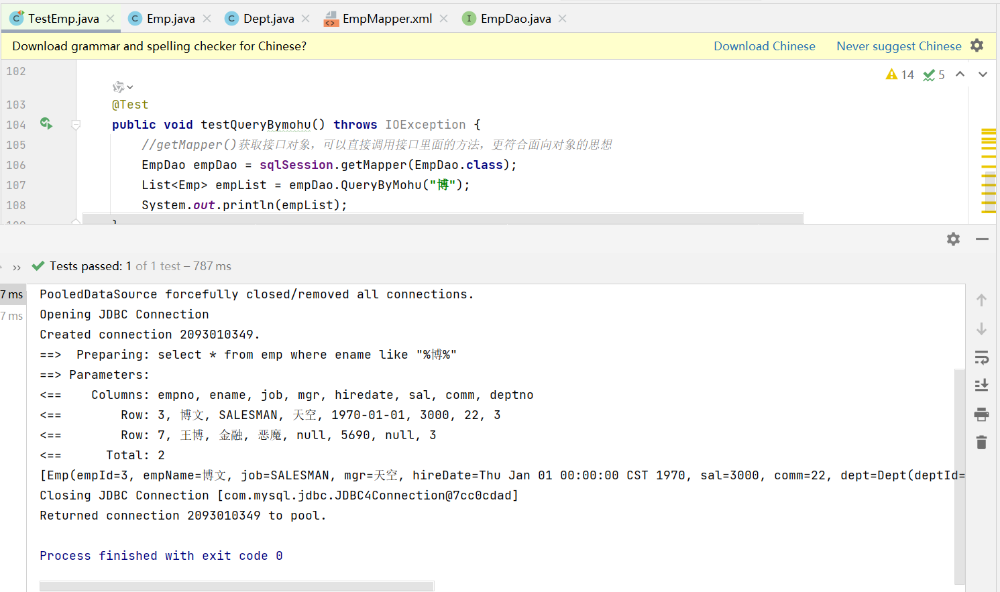 TestEmp.java Emp.java Dept.java EmpMapper.xml EmpDao.java
Download grammar and spelling checker for Chinese? Download Chinese Never suggest Chinese
102 14 5
103 @Test
104 public void testQueryBymohu() throws IOException {
105 //getMapper()获取接口对象，可以直接调用接口里面的方法，更符合面向对象的思想
106 EmpDao empDao = sqlSession.getMapper(EmpDao.class);
107 List<Emp> empList = empDao.QueryByMohu("博");
108 System.out.println(empList);
Tests passed: 1 of 1 test – 787 ms
7 ms PooledDataSource forcefully closed/removed all connections.
7 ms Opening JDBC Connection
Created connection 2093010349.
==>  Preparing: select * from emp where ename like "%博%"
==> Parameters:
<==    Columns: empno, ename, job, mgr, hiredate, sal, comm, deptno
<==        Row: 3, 博文, SALESMAN, 天空, 1970-01-01, 3000, 22, 3
<==        Row: 7, 王博, 金融, 恶魔, null, 5690, null, 3
<==      Total: 2
[Emp(empId=3, empName=博文, job=SALESMAN, mgr=天空, hireDate=Thu Jan 01 00:00:00 CST 1970, sal=3000, comm=22, dept=Dept(deptId=
Closing JDBC Connection [com.mysql.jdbc.JDBC4Connection@7cc0cdad]
Returned connection 2093010349 to pool.
Process finished with exit code 0